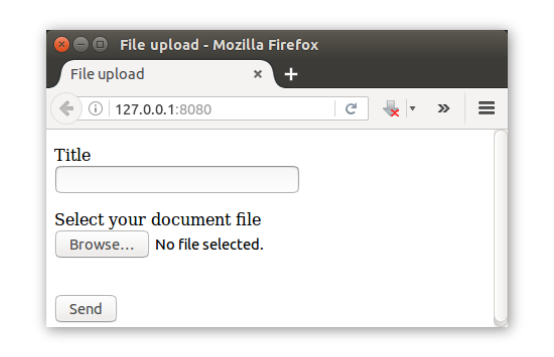 File upload - Mozilla Firefox
File upload
127.0.0.1:8080
Title
Select your document file
Browse... No file selected.
Send